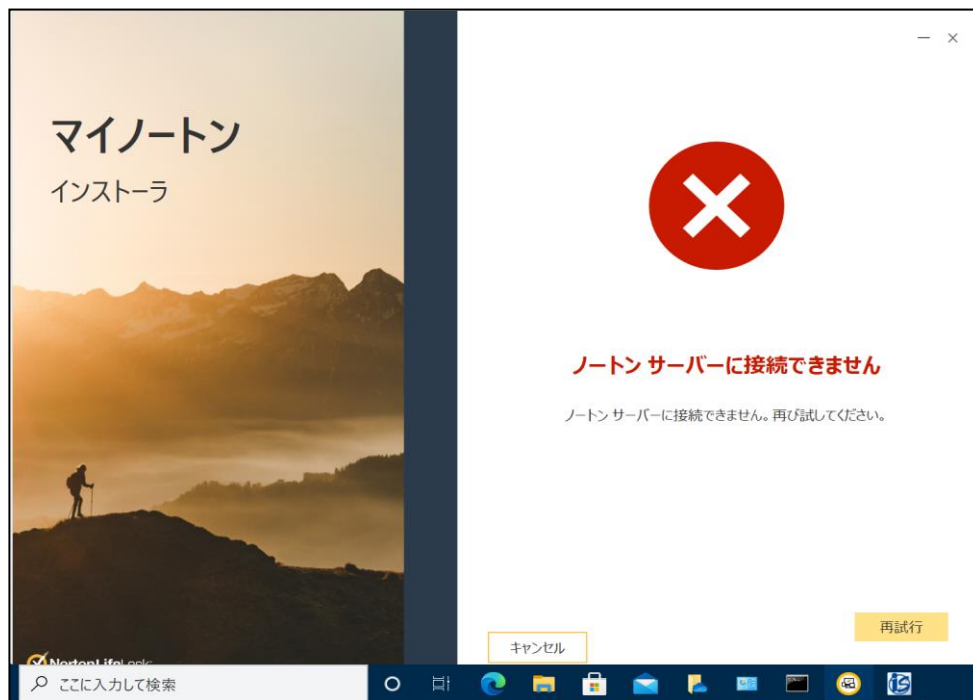 マイノートン
インストーラ
ノートン サーバーに接続できません
ノートン サーバーに接続できません。再び試してください。
再試行
キャンセル
NortonLifeLock
ここに入力して検索